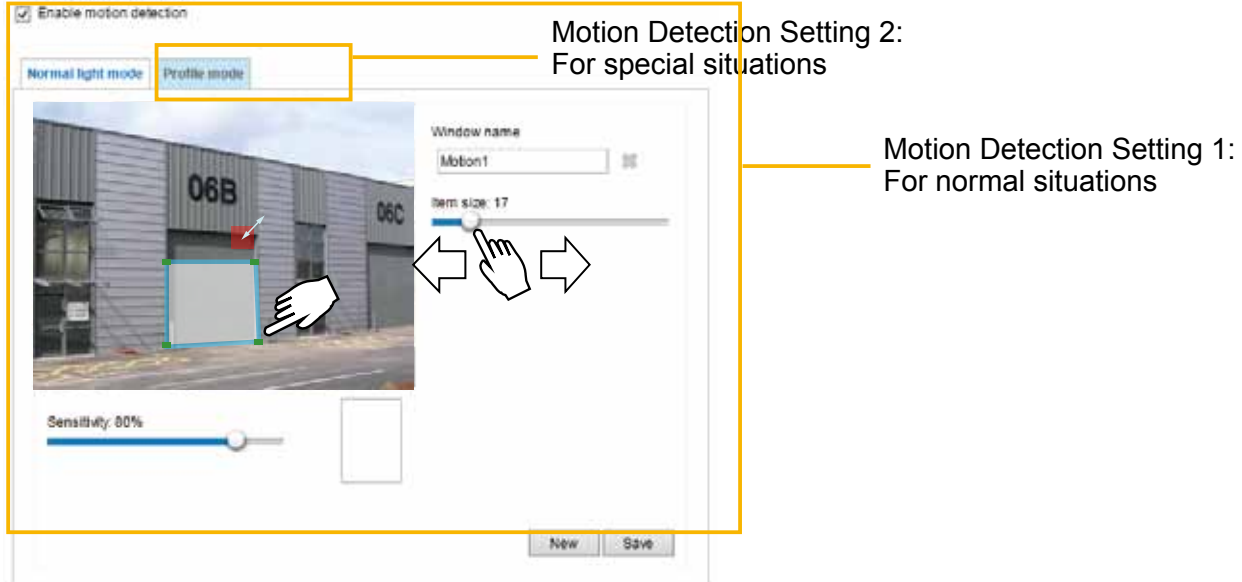 Enable motion detection
Motion Detection Setting 2:
For special situations
Normal light mode
Profile mode
Window name
Motion1
Motion Detection Setting 1:
For normal situations
06B
06C
Item size: 17
Sensitivity: 80%
New
Save